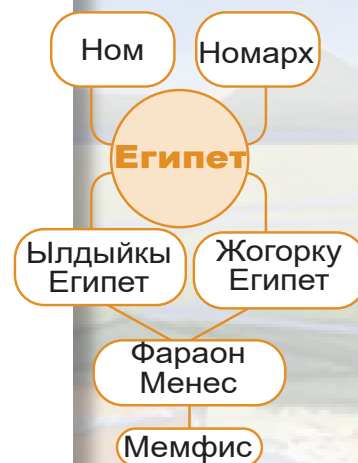 Ном
Номарх
Египет
Ылдыйкы
Египет
Жогорку
Египет
Фараон
Менес
Мемфис